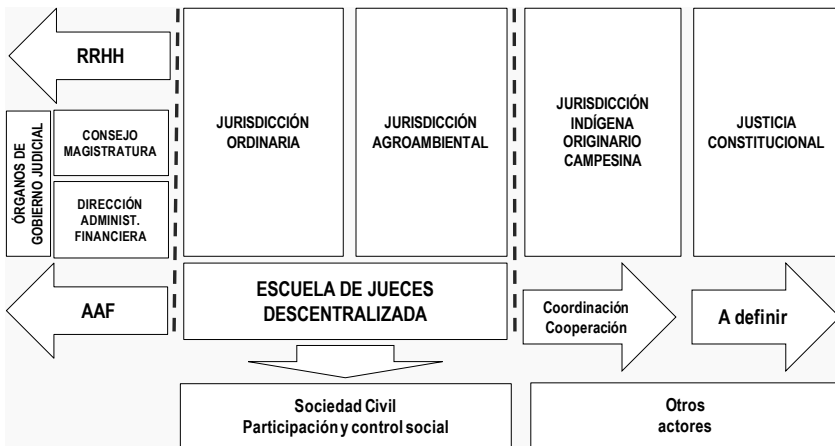 RRHH
ÓRGANOS DE
GOBIERNO JUDICIAL
CONSEJO
MAGISTRATURA
DIRECCIÓN
ADMINIST.
FINANCIERA
AAF
JURISDICCIÓN
ORDINARIA
JURISDICCIÓN
AGROAMBIENTAL
JURISDICCIÓN
INDÍGENA
ORIGINARIO
CAMPESINA
JUSTICIA
CONSTITUCIONAL
ESCUELA DE JUECES
DESCENTRALIZADA
Coordinación
Cooperación
A definir
Sociedad Civil
Participación y control social
Otros
actores